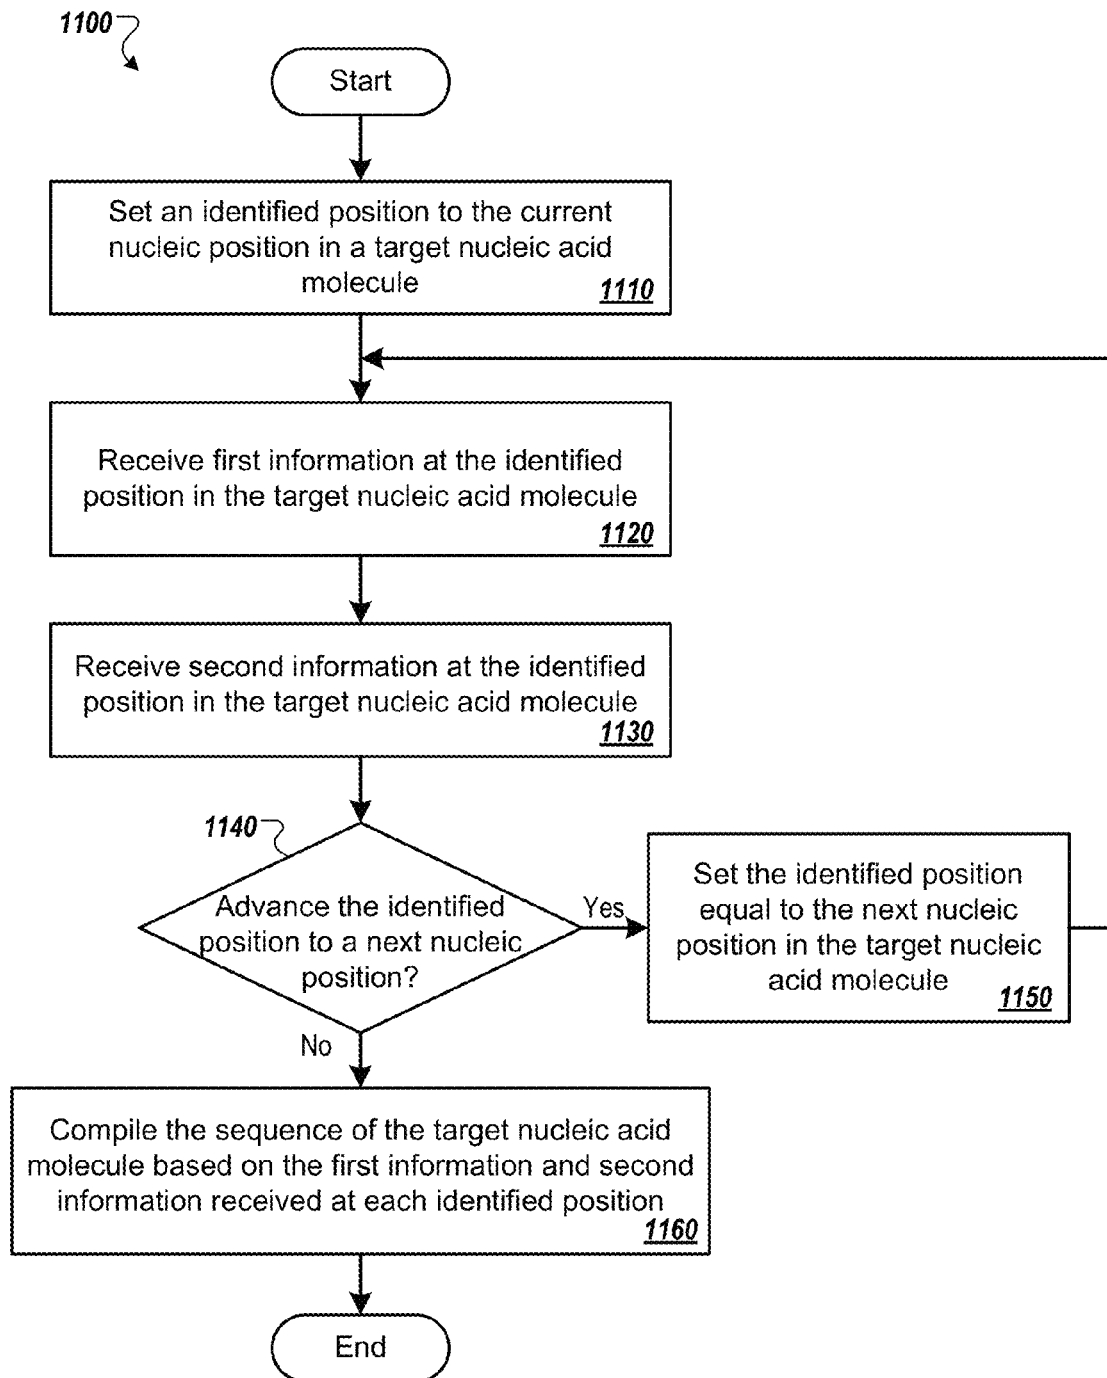 1100
Start
Set an identified position to the current
nucleic position in a target nucleic acid
molecule
1110
Receive first information at the identified
position in the target nucleic acid molecule
1120
Receive second information at the identified
position in the target nucleic acid molecule
1130
1140
Advance the identified
position to a next nucleic
position?
Yes
Set the identified position
equal to the next nucleic
position in the target nucleic
acid molecule
1150
No
Compile the sequence of the target nucleic acid
molecule based on the first information and second
information received at each identified position
1160
End